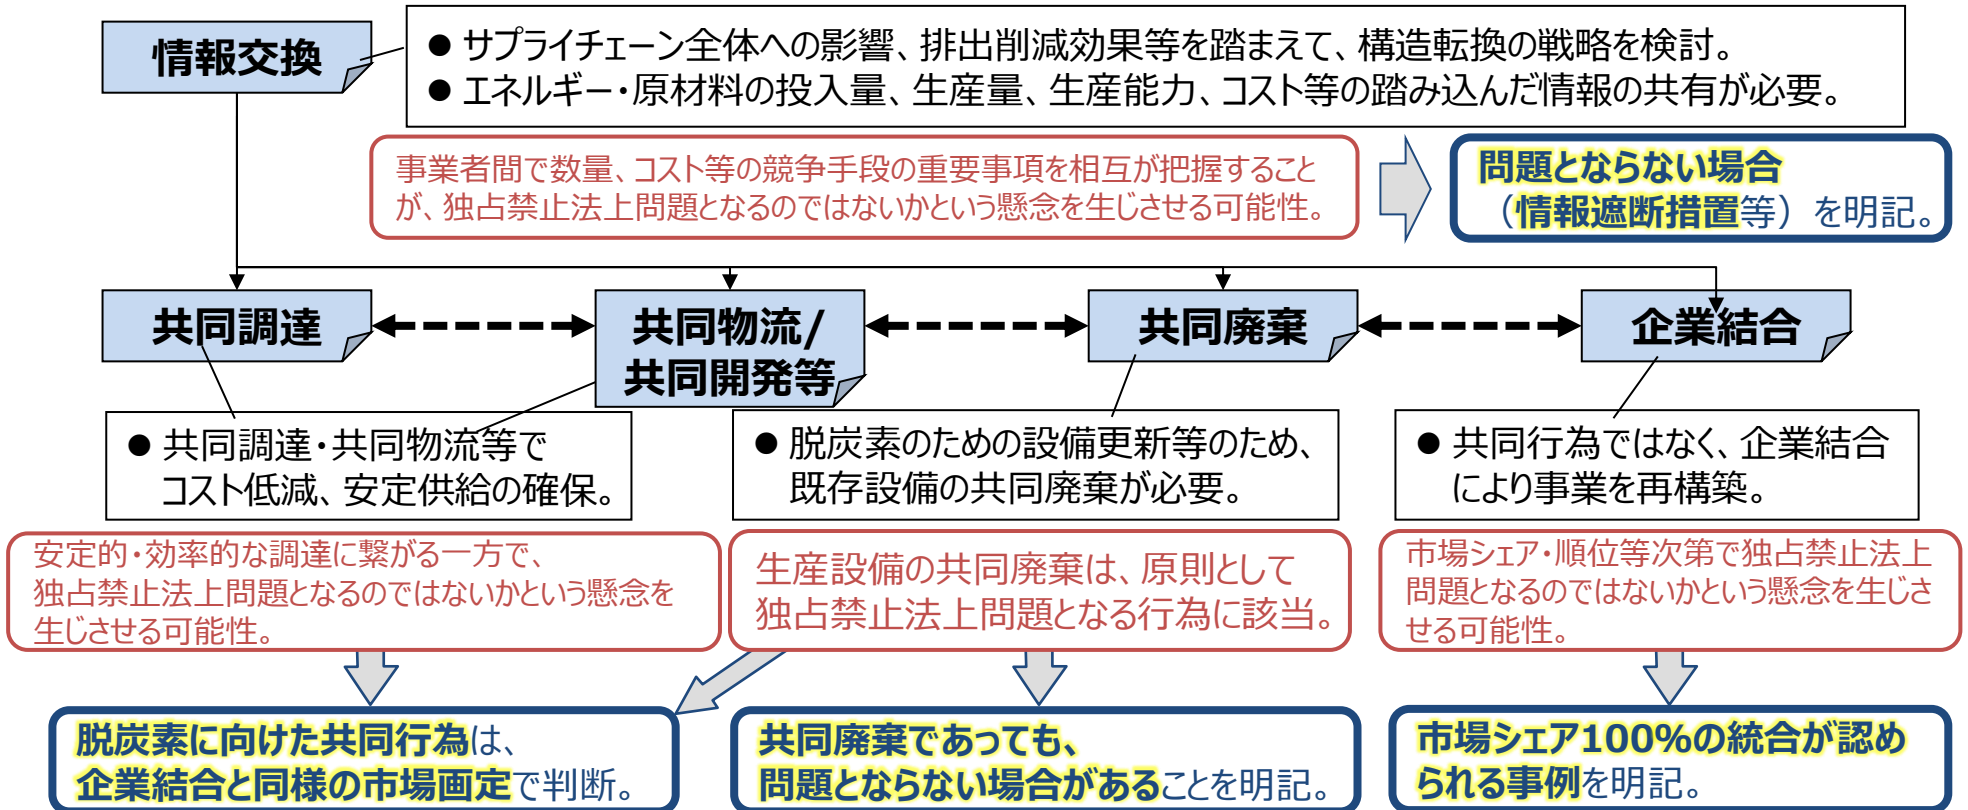 情報交換
● サプライチェーン全体への影響、排出削減効果等を踏まえて、構造転換の戦略を検討。
● エネルギー・原材料の投入量、生産量、生産能力、コスト等の踏み込んだ情報の共有が必要。
事業者間で数量、コスト等の競争手段の重要事項を相互が把握すること
が、独占禁止法上問題となるのではないかという懸念を生じさせる可能性。
問題とならない場合
（情報遮断措置等）を明記。
共同調達
共同物流/
共同開発等
共同廃棄
企業結合
● 共同調達・共同物流等で
コスト低減、安定供給の確保。
● 脱炭素のための設備更新等のため、
既存設備の共同廃棄が必要。
● 共同行為ではなく、企業結合
により事業を再構築。
安定的・効率的な調達に繋がる一方で、
独占禁止法上問題となるのではないかという懸念を
生じさせる可能性。
生産設備の共同廃棄は、原則として
独占禁止法上問題となる行為に該当。
市場シェア・順位等次第で独占禁止法上
問題となるのではないかという懸念を生じさ
せる可能性。
脱炭素に向けた共同行為は、
企業結合と同様の市場画定で判断。
共同廃棄であっても、
問題とならない場合があることを明記。
市場シェア100%の統合が認め
られる事例を明記。